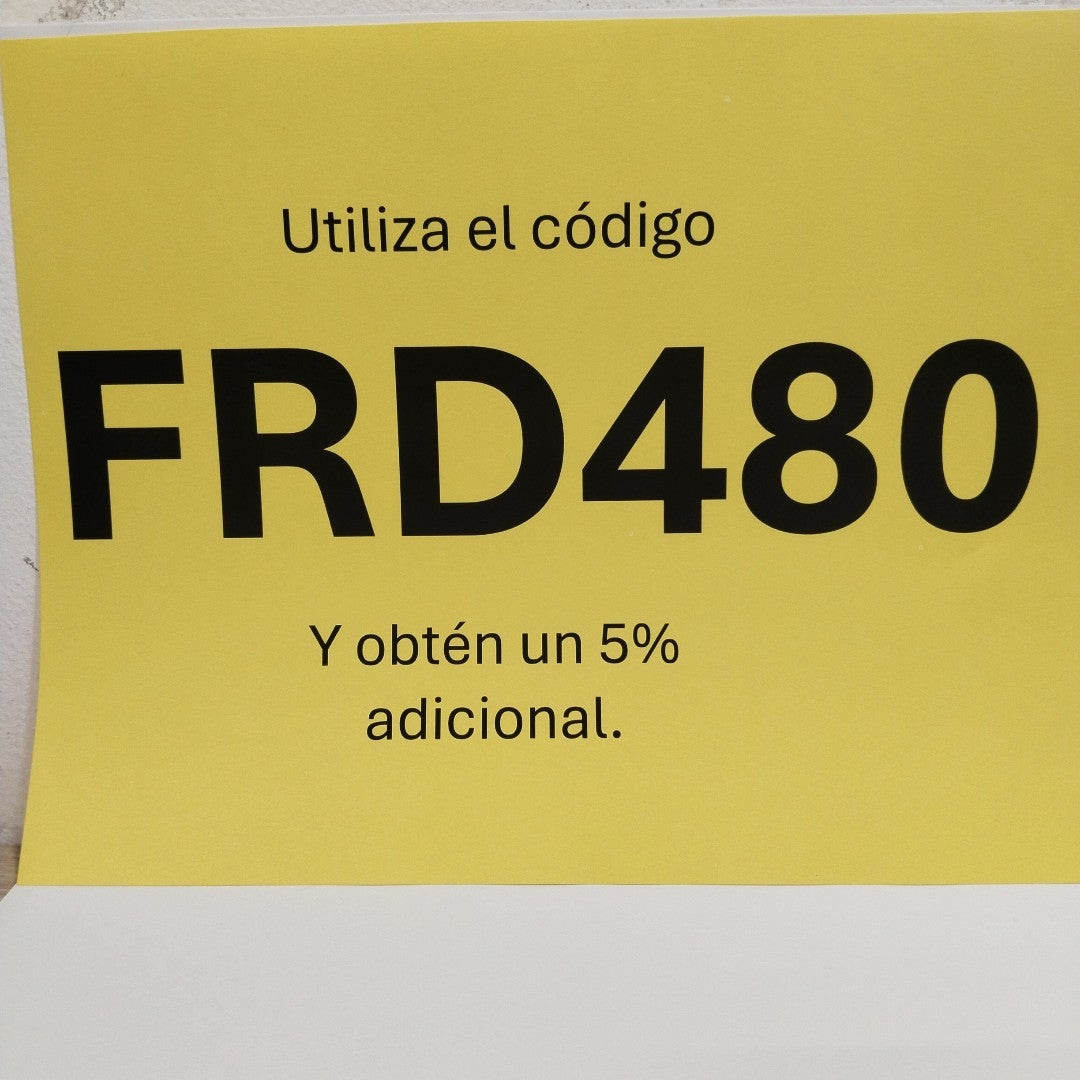 Utiliza el código
FRD480
Y obtén un 5%
adicional.